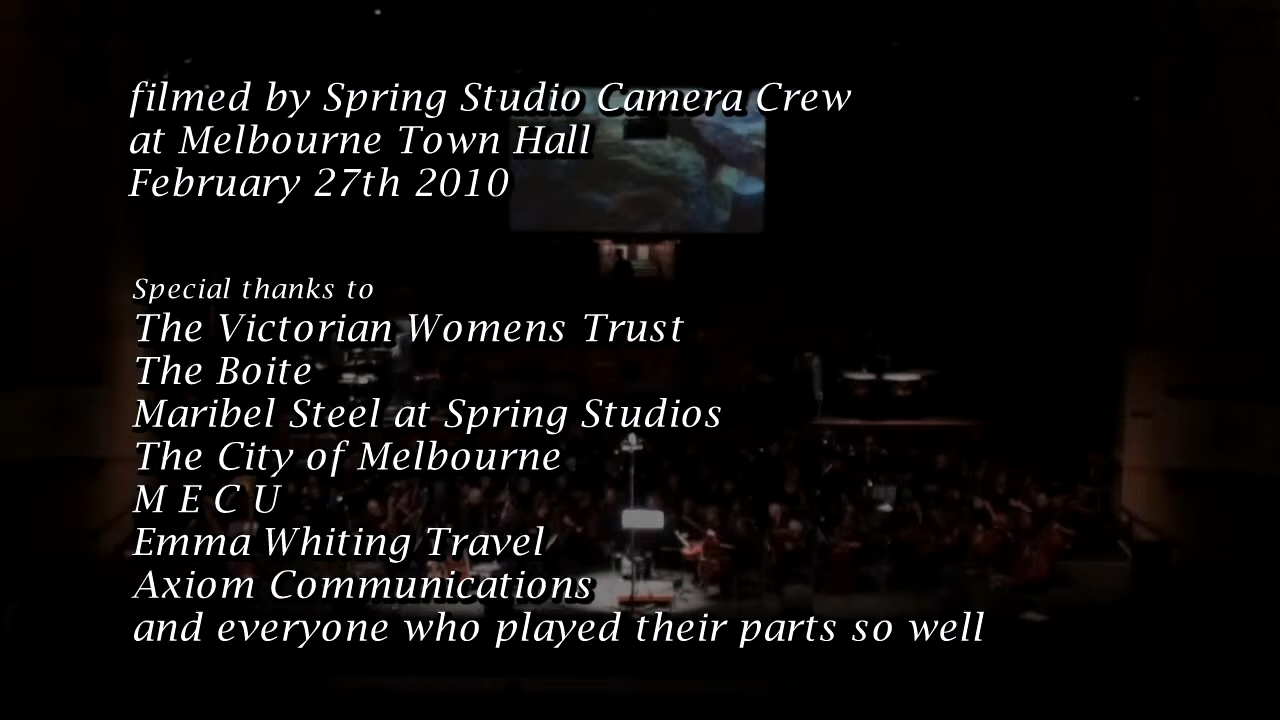 filmed by Spring Studio Camera Crew
at Melbourne Town Hall
February 27th 2010
Special thanks to
The Victorian Womens Trust
The Boite
Maribel Steel at Spring Studios
The City of Melbourne
M E C U
Emma Whiting Travel
Axiom Communications
and everyone who played their parts so well